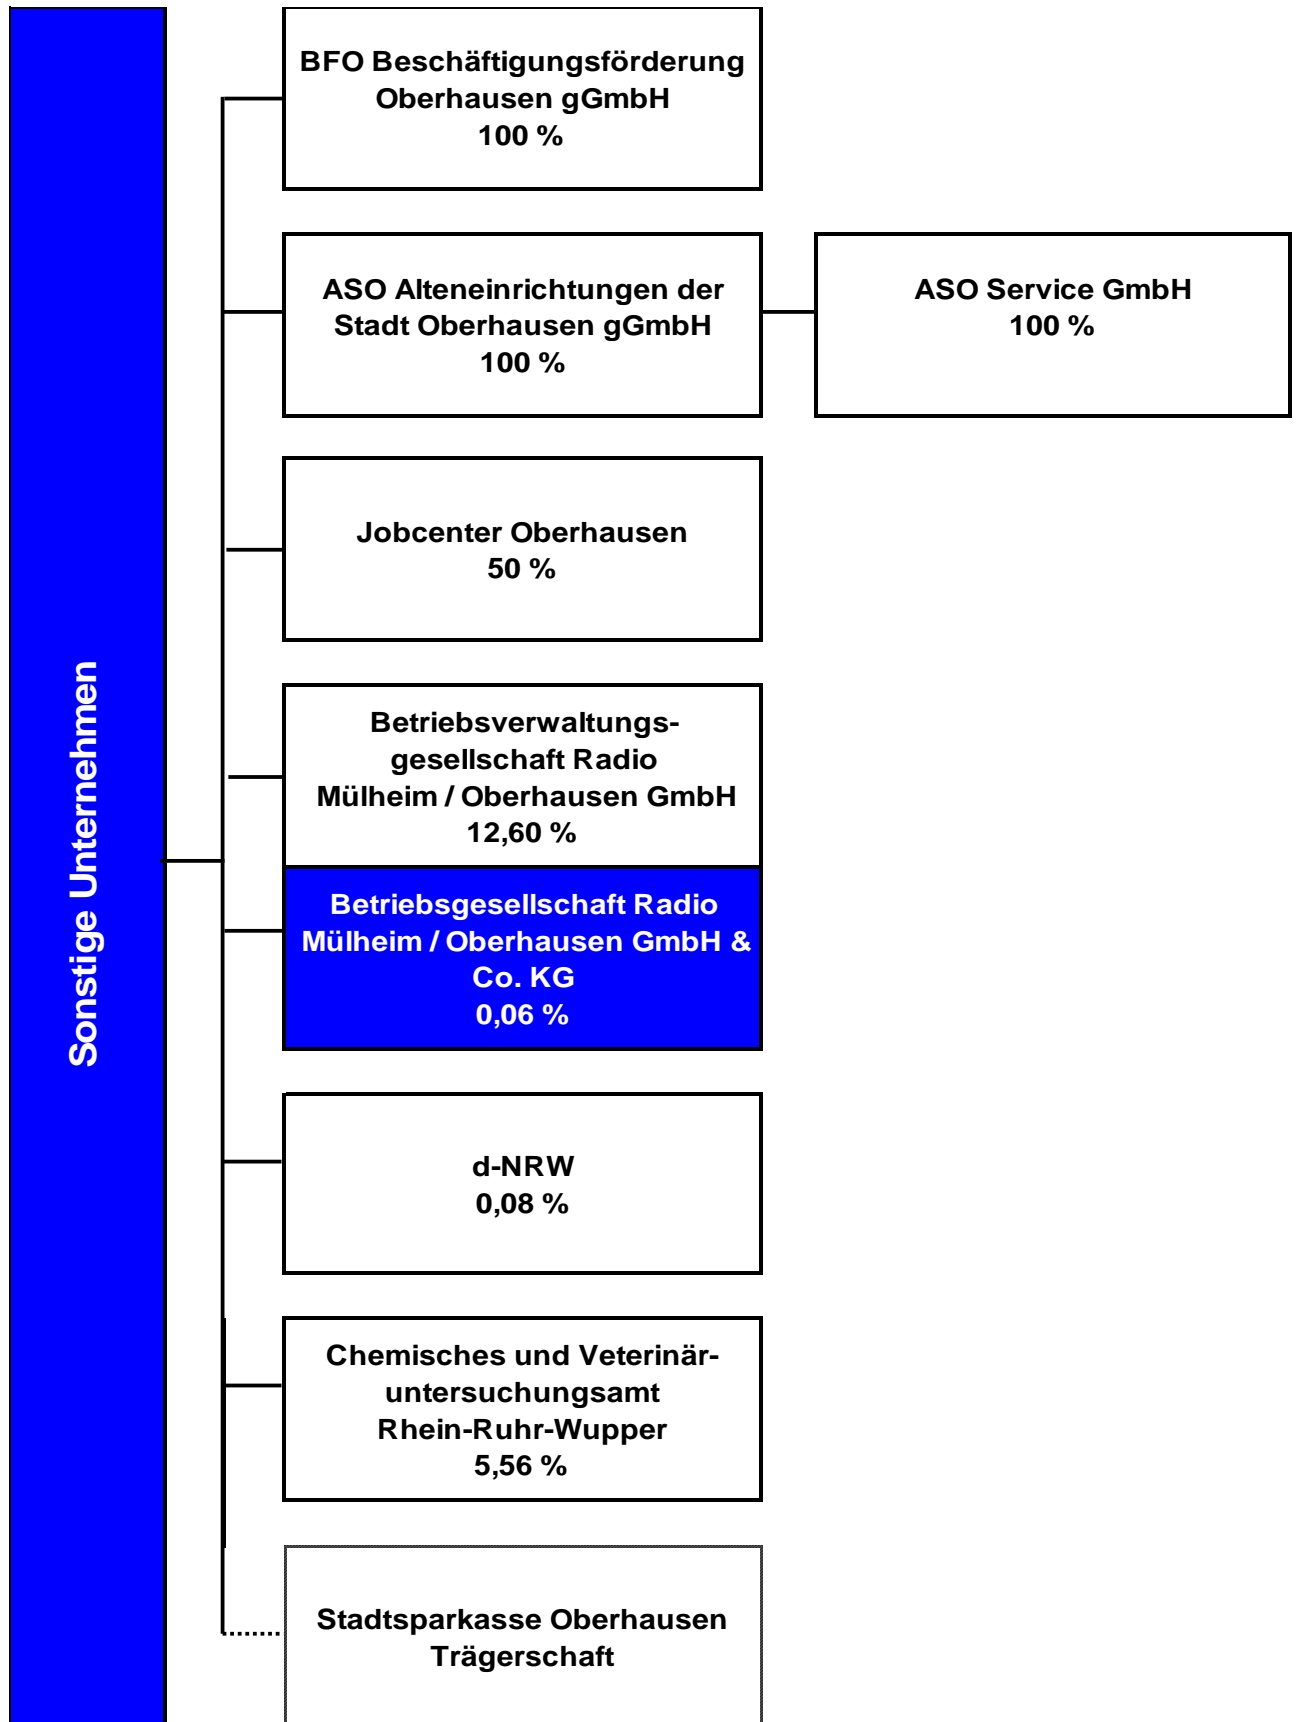 Sonstige Unternehmen
BFO Beschäftigungsförderung
Oberhausen gGmbH
100 %
ASO Alteneinrichtungen der
Stadt Oberhausen gGmbH
100 %
ASO Service GmbH
100 %
Jobcenter Oberhausen
50 %
Betriebsverwaltungs-
gesellschaft Radio
Mülheim / Oberhausen GmbH
12,60 %
Betriebsgesellschaft Radio
Mülheim / Oberhausen GmbH &
Co. KG
0,06 %
d-NRW
0,08 %
Chemisches und Veterinär-
untersuchungsamt
Rhein-Ruhr-Wupper
5,56 %
Stadtsparkasse Oberhausen
Trägerschaft